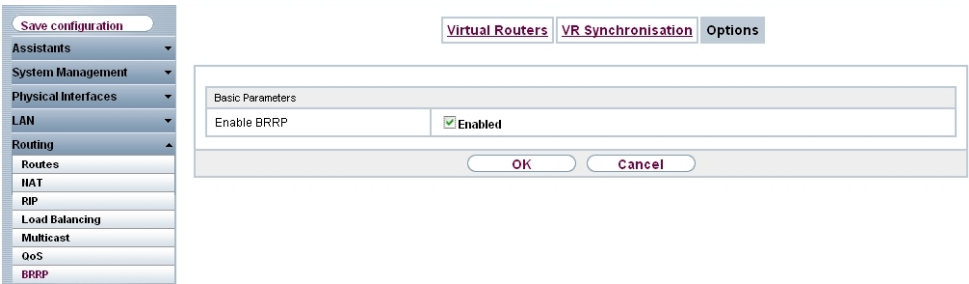 Save configuration
Assistants
System Management
Physical Interfaces
LAN
Routing
Routes
NAT
RIP
Load Balancing
Multicast
QoS
BRRP
Virtual Routers VR Synchronisation Options
Basic Parameters
Enable BRRP Enabled
OK Cancel